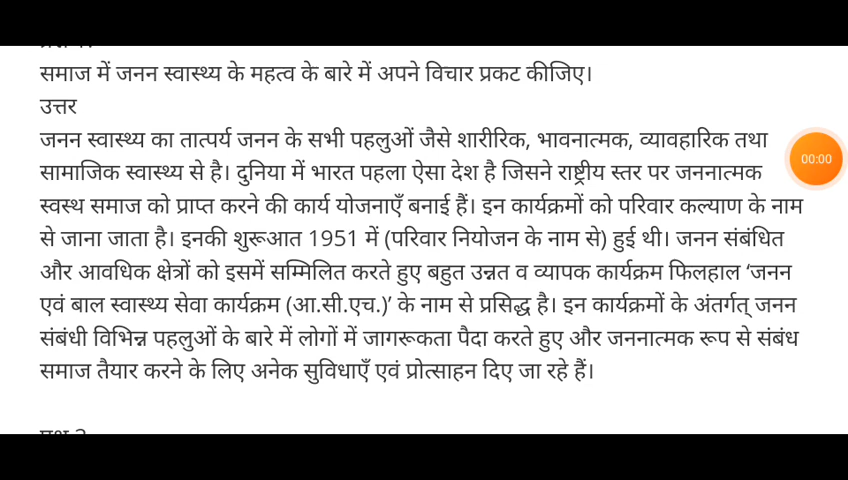 समाज में जनन स्वास्थ्य के महत्व के बारे में अपने विचार प्रकट कीजिए।
उत्तर
जनन स्वास्थ्य का तात्पर्य जनन के सभी पहलुओं जैसे शारीरिक, भावनात्मक, व्यावहारिक तथा
सामाजिक स्वास्थ्य से है। दुनिया में भारत पहला ऐसा देश है जिसने राष्ट्रीय स्तर पर जननात्मक
00:00
स्वस्थ समाज को प्राप्त करने की कार्य योजनाएँ बनाई हैं। इन कार्यक्रमों को परिवार कल्याण के नाम
से जाना जाता है। इनकी शुरूआत 1951 में (परिवार नियोजन के नाम से) हुई थी। जनन संबंधित
और आवधिक क्षेत्रों को इसमें सम्मिलित करते हुए बहुत उन्नत व व्यापक कार्यक्रम फिलहाल ‘जनन
एवं बाल स्वास्थ्य सेवा कार्यक्रम (आ.सी.एच.)’ के नाम से प्रसिद्ध है। इन कार्यक्रमों के अंतर्गत् जनन
संबंधी विभिन्न पहलुओं के बारे में लोगों में जागरूकता पैदा करते हुए और जननात्मक रूप से संबंध
समाज तैयार करने के लिए अनेक सुविधाएँ एवं प्रोत्साहन दिए जा रहे हैं।